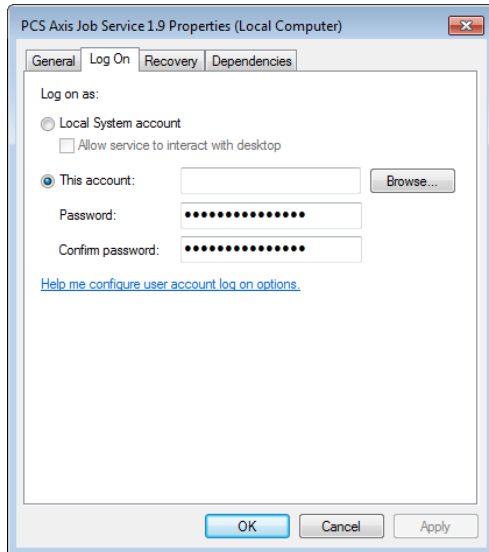 PCS Axis Job Service 1.9 Properties (Local Computer)
General Log On Recovery Dependencies
Log on as:
Local System account
Allow service to interact with desktop
This account: Browse...
Password: ●●●●●●●●●●●●●●●
Confirm password: ●●●●●●●●●●●●●●●
Help me configure user account log on options.
OK Cancel Apply